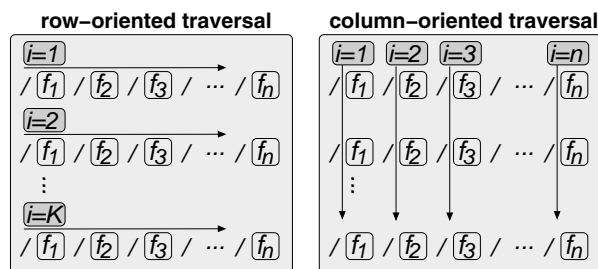 row-oriented traversal
i=1
/ f1 / f2 / f3 / ... / fn
i=2
/ f1 / f2 / f3 / ... / fn
⋮
i=K
/ f1 / f2 / f3 / ... / fn
column-oriented traversal
i=1 i=2 i=3 i=n
/ f1 / f2 / f3 / ... / fn
/ f1 / f2 / f3 / ... / fn
⋮
/ f1 / f2 / f3 / ... / fn